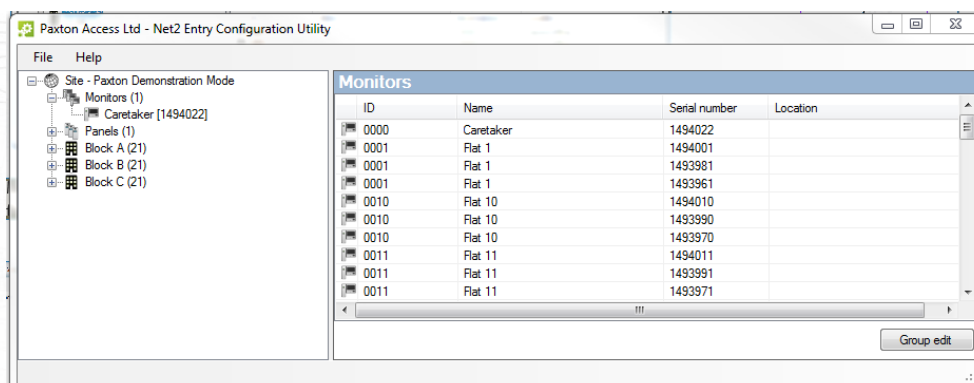 Paxton Access Ltd - Net2 Entry Configuration Utility
File Help
Site - Paxton Demonstration Mode
Monitors (1)
Caretaker [1494022]
Panels (1)
Block A (21)
Block B (21)
Block C (21)
Monitors
ID Name Serial number Location
0000 Caretaker 1494022
0001 Flat 1 1494001
0001 Flat 1 1493981
0001 Flat 1 1493961
0010 Flat 10 1494010
0010 Flat 10 1493990
0010 Flat 10 1493970
0011 Flat 11 1494011
0011 Flat 11 1493991
0011 Flat 11 1493971
Group edit